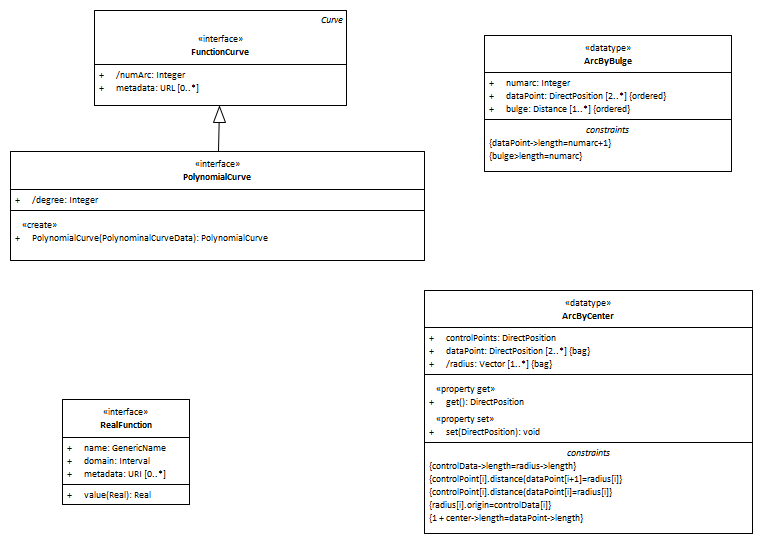 Curve
«interface»
FunctionCurve
+ /numArc: Integer
+ metadata: URL [0..*]
«interface»
PolynomialCurve
+ /degree: Integer
«create»
+ PolynomialCurve(PolynominalCurveData): PolynomialCurve
«datatype»
ArcByBulge
+ numarc: Integer
+ dataPoint: DirectPosition [2..*] {ordered}
+ bulge: Distance [1..*] {ordered}
constraints
{dataPoint->length=numarc+1}
{bulge>length=numarc}
«datatype»
ArcByCenter
+ controlPoints: DirectPosition
+ dataPoint: DirectPosition [2..*] {bag}
+ /radius: Vector [1..*] {bag}
«property get»
+ get(): DirectPosition
«property set»
+ set(DirectPosition): void
constraints
{controlData->length=radius->length}
{controlPoint[i].distance(dataPoint[i+1]=radius[i]}
{controlPoint[i].distance(dataPoint[i]=radius[i]}
{radius[i].origin=controlData[i]}
{1 + center->length=dataPoint->length}
«interface»
RealFunction
+ name: GenericName
+ domain: Interval
+ metadata: URI [0..*]
+ value(Real): Real